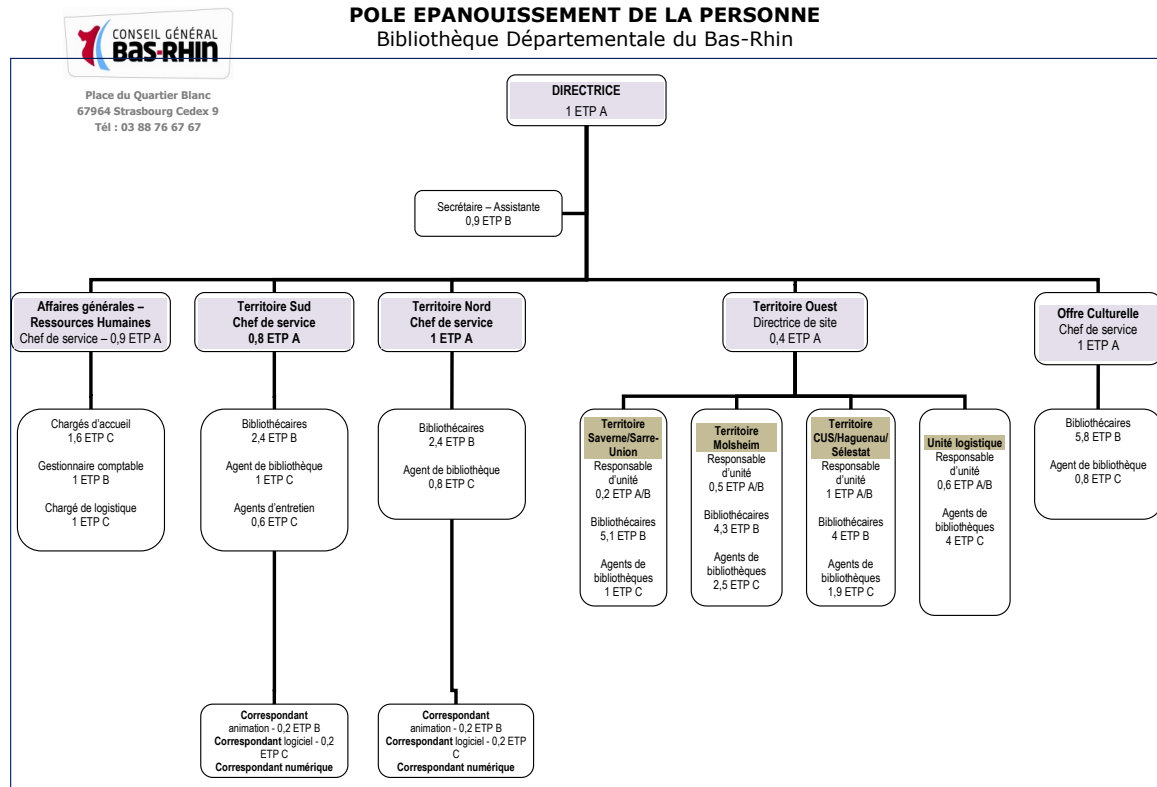 POLE EPANOUISSEMENT DE LA PERSONNE
Bibliothèque Départementale du Bas-Rhin
CONSEIL GÉNÉRAL
BAS-RHIN
Place du Quartier Blanc
67964 Strasbourg Cedex 9
Tél : 03 88 76 67 67
DIRECTRICE
1 ETP A
Secrétaire – Assistante
0,9 ETP B
Affaires générales –
Ressources Humaines
Chef de service – 0,9 ETP A
Territoire Sud
Chef de service
0,8 ETP A
Territoire Nord
Chef de service
1 ETP A
Territoire Ouest
Directrice de site
0,4 ETP A
Offre Culturelle
Chef de service
1 ETP A
Chargés d'accueil
1,6 ETP C
Gestionnaire comptable
1 ETP B
Chargé de logistique
1 ETP C
Bibliothécaires
2,4 ETP B
Agent de bibliothèque
1 ETP C
Agents d'entretien
0,6 ETP C
Bibliothécaires
2,4 ETP B
Agent de bibliothèque
0,8 ETP C
Territoire
Saverne/Sarre-
Union
Responsable
d'unité
0,2 ETP A/B
Bibliothécaires
5,1 ETP B
Agents de
bibliothèques
1 ETP C
Territoire
Molsheim
Responsable
d'unité
0,5 ETP A/B
Bibliothécaires
4,3 ETP B
Agents de
bibliothèques
2,5 ETP C
Territoire
CUS/Haguenau/
Sélestat
Responsable
d'unité
1 ETP A/B
Bibliothécaires
4 ETP B
Agents de
bibliothèques
1,9 ETP C
Unité logistique
Responsable
d'unité
0,6 ETP A/B
Agents de
bibliothèques
4 ETP C
Bibliothécaires
5,8 ETP B
Agent de bibliothèque
0,8 ETP C
Correspondant
animation - 0,2 ETP B
Correspondant logiciel - 0,2
ETP C
Correspondant numérique
Correspondant
animation - 0,2 ETP B
Correspondant logiciel - 0,2 ETP
C
Correspondant numérique